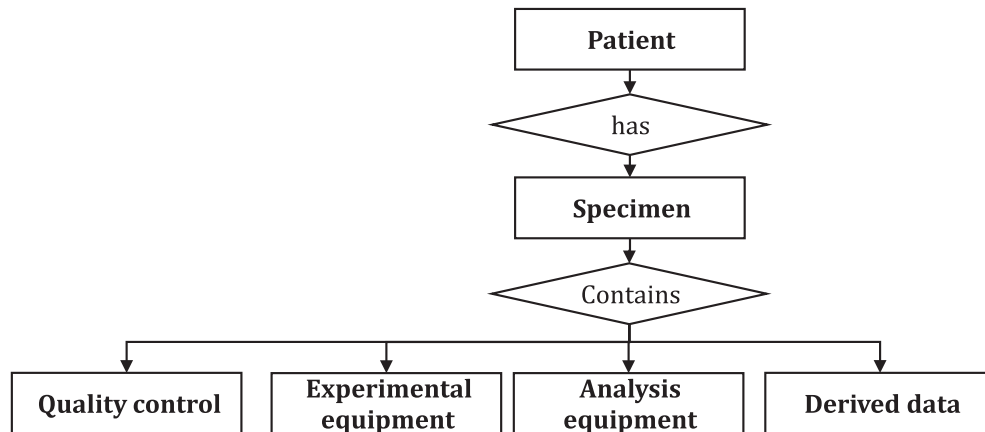 Patient
has
Specimen
Contains
Quality control
Experimental
equipment
Analysis
equipment
Derived data